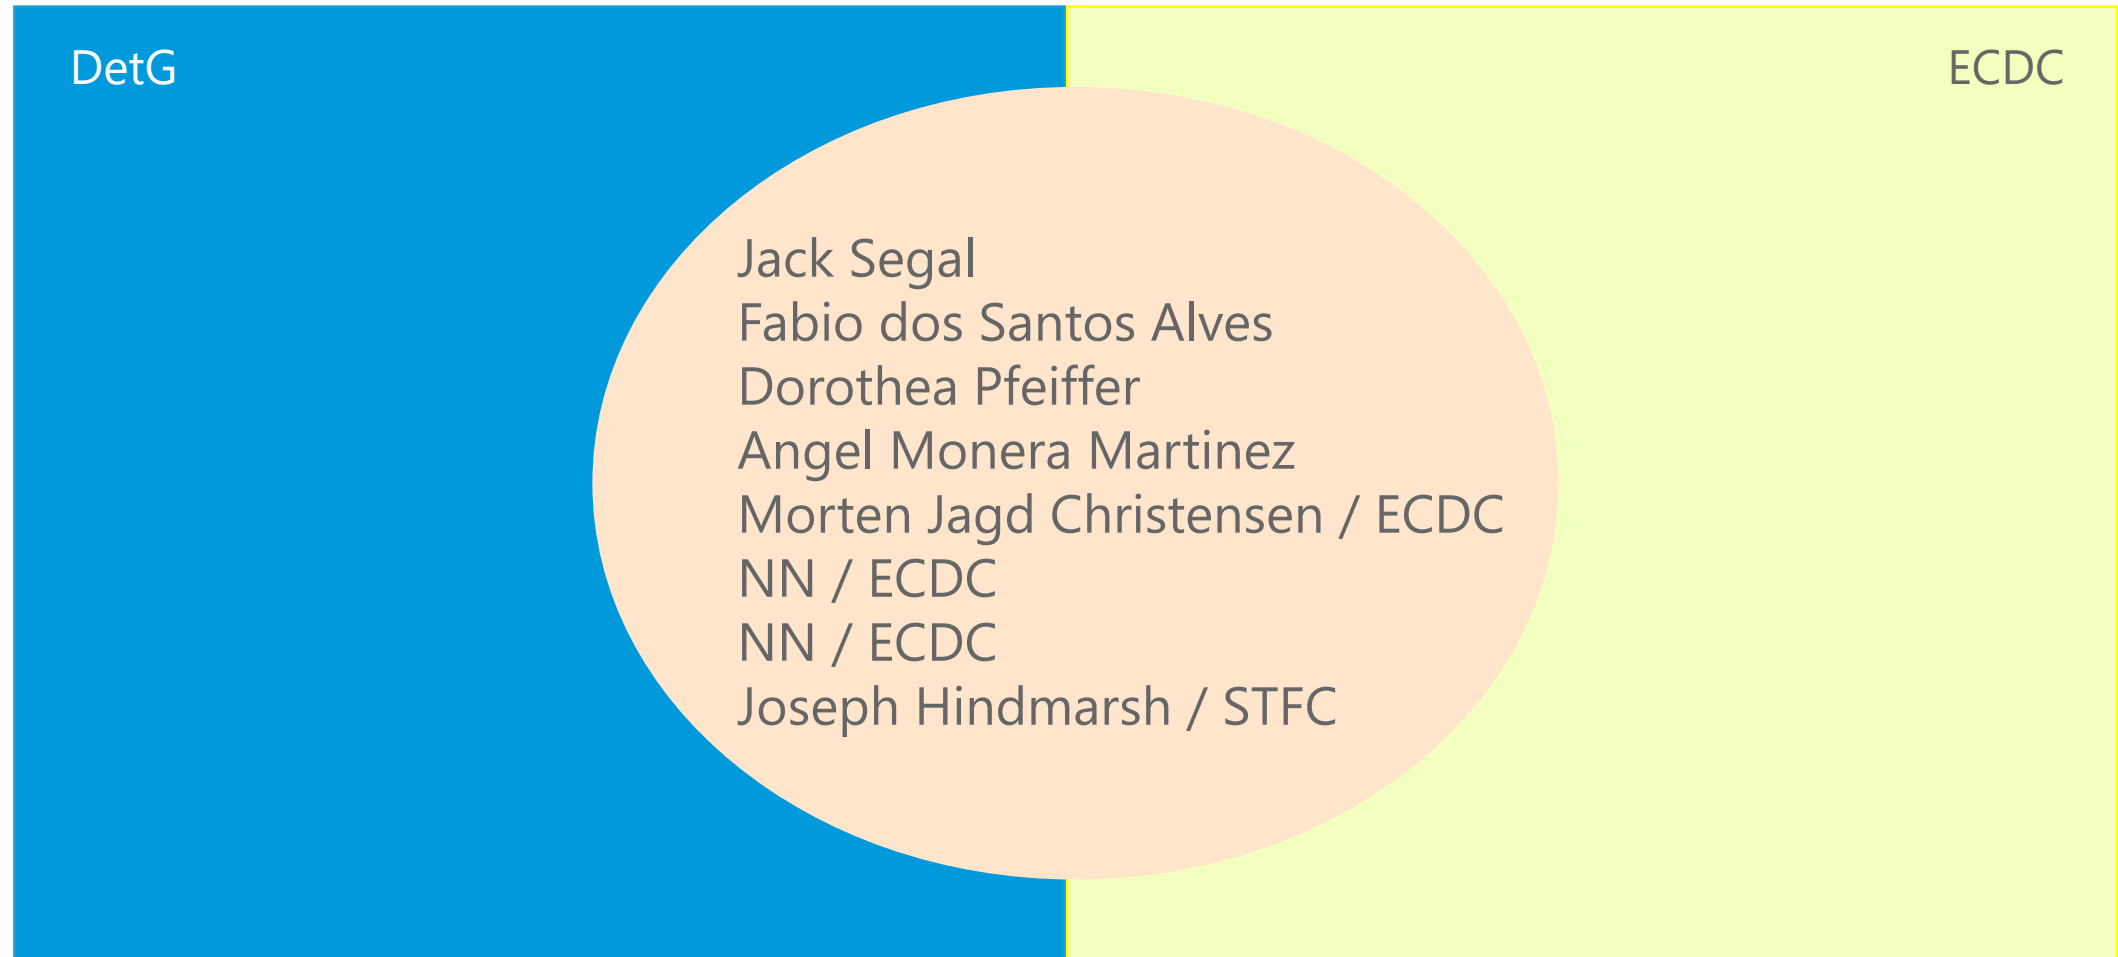 DetG
ECDC
Jack Segal
Fabio dos Santos Alves
Dorothea Pfeiffer
Angel Monera Martinez
Morten Jagd Christensen / ECDC
NN / ECDC
NN / ECDC
Joseph Hindmarsh / STFC